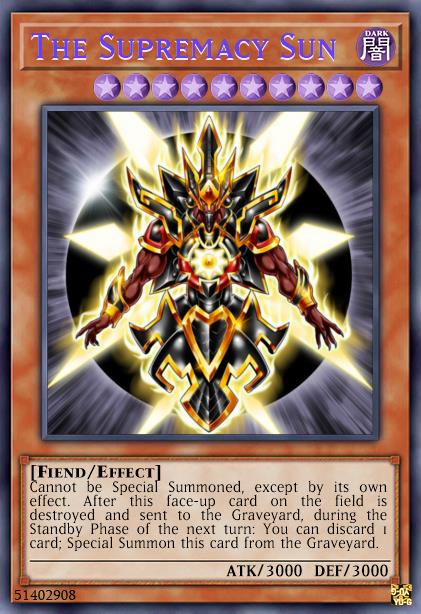 THE SUPREMACY SUN
DARK
闇
[FIEND/EFFECT]
Cannot be Special Summoned, except by its own
effect. After this face-up card on the field is
destroyed and sent to the Graveyard, during the
Standby Phase of the next turn: You can discard 1
card; Special Summon this card from the Graveyard.
ATK/3000 DEF/3000
51402908